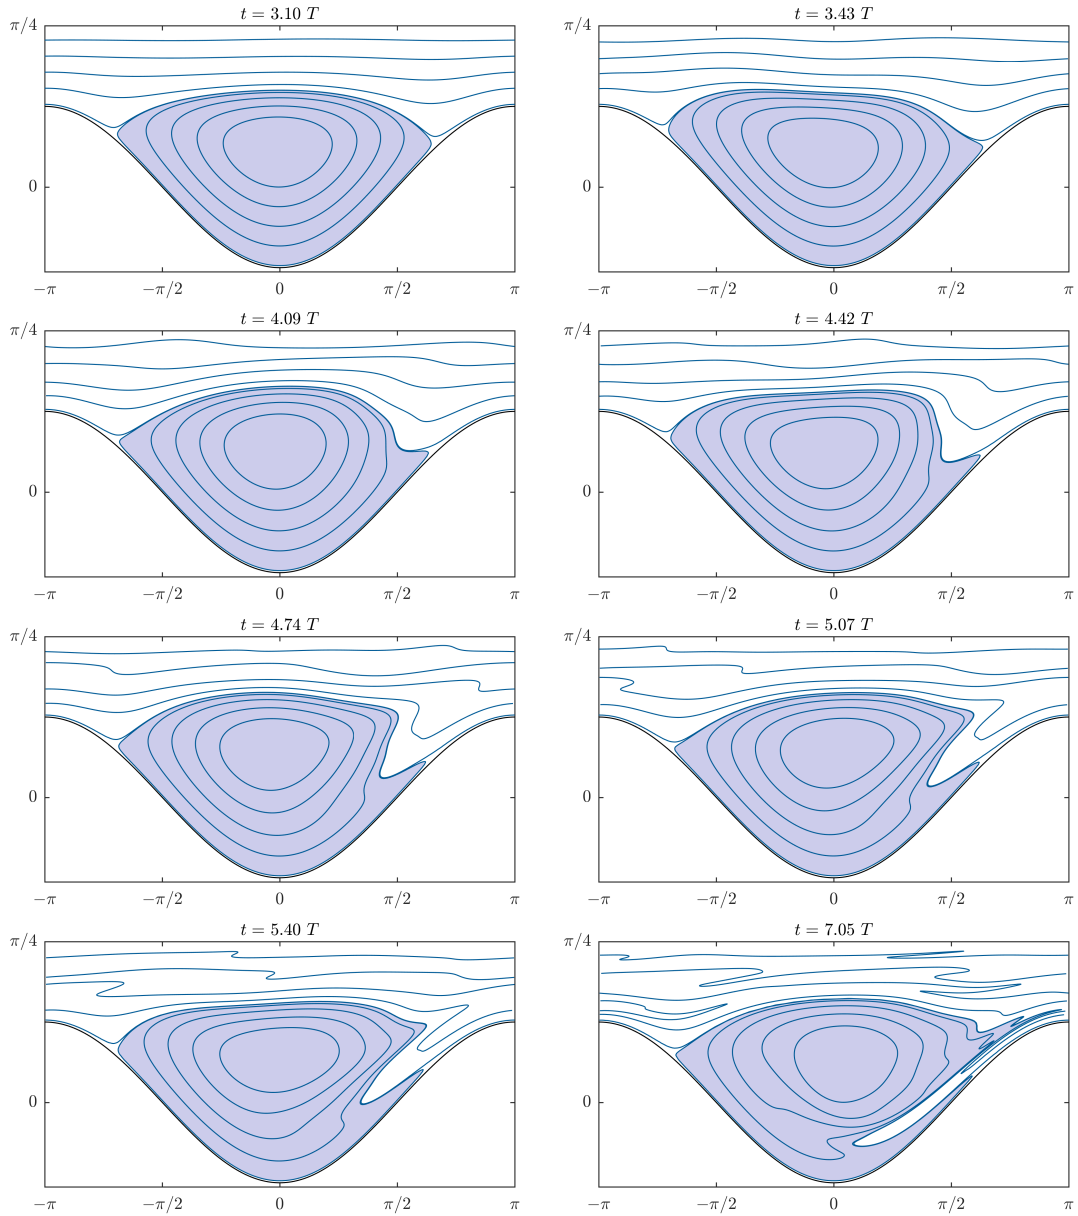 t = 3.10 T
t = 3.43 T
π/4
0
−π
−π/2
0
π/2
π
π/4
0
−π
−π/2
0
π/2
π
t = 4.09 T
t = 4.42 T
π/4
0
−π
−π/2
0
π/2
π
π/4
0
−π
−π/2
0
π/2
π
t = 4.74 T
t = 5.07 T
π/4
0
−π
−π/2
0
π/2
π
π/4
0
−π
−π/2
0
π/2
π
t = 5.40 T
t = 7.05 T
π/4
0
−π
−π/2
0
π/2
π
π/4
0
−π
−π/2
0
π/2
π